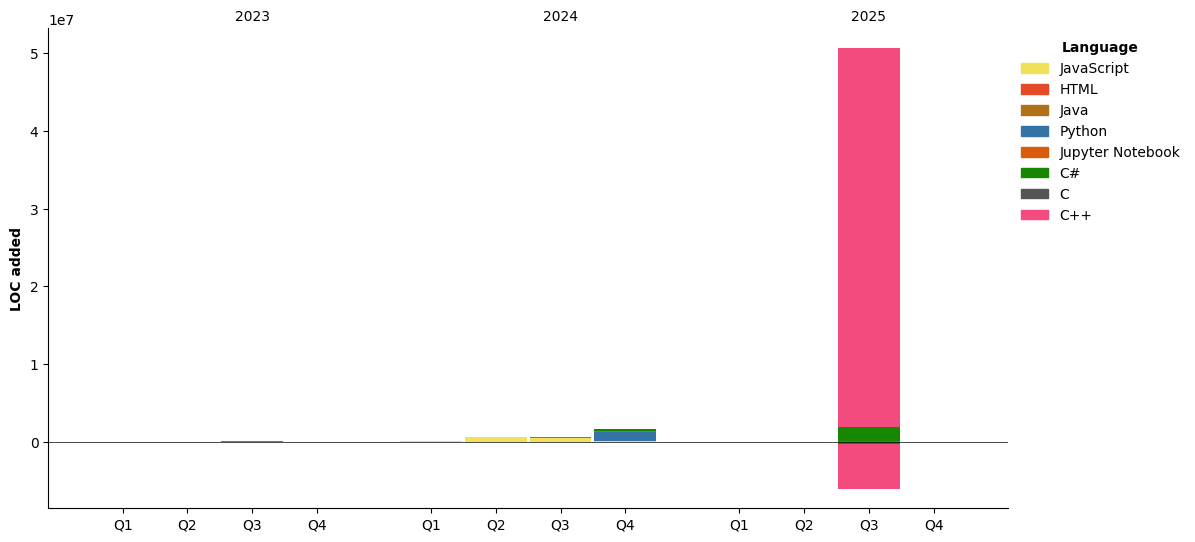 2023 2024 2025
1e7
5
4
3
2
1
0
LOC added
Q1 Q2 Q3 Q4 Q1 Q2 Q3 Q4 Q1 Q2 Q3 Q4
Language
JavaScript
HTML
Java
Python
Jupyter Notebook
C#
C
C++